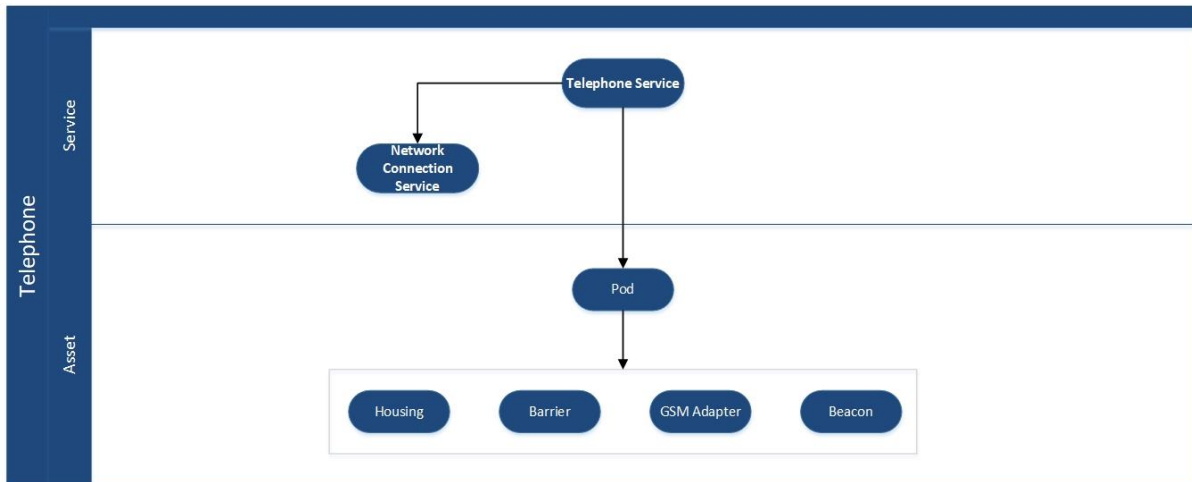 Telephone
Service
Telephone Service
Network
Connection
Service
Asset
Pod
Housing
Barrier
GSM Adapter
Beacon